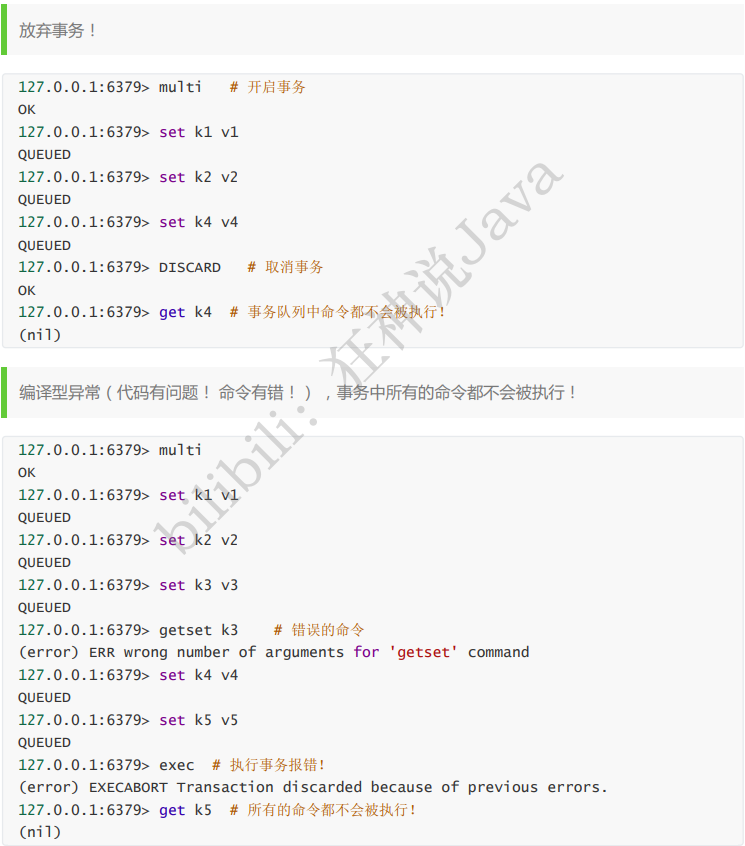 放弃事务！
127.0.0.1:6379> multi   # 开启事务
OK
127.0.0.1:6379> set k1 v1
QUEUED
127.0.0.1:6379> set k2 v2
QUEUED
127.0.0.1:6379> set k4 v4
QUEUED
127.0.0.1:6379> DISCARD   # 取消事务
OK
127.0.0.1:6379> get k4  # 事务队列中命令都不会被执行！
(nil)
编译型异常（代码有问题！ 命令有错！），事务中所有的命令都不会被执行！
127.0.0.1:6379> multi
OK
127.0.0.1:6379> set k1 v1
QUEUED
127.0.0.1:6379> set k2 v2
QUEUED
127.0.0.1:6379> set k3 v3
QUEUED
127.0.0.1:6379> getset k3    # 错误的命令
(error) ERR wrong number of arguments for 'getset' command
127.0.0.1:6379> set k4 v4
QUEUED
127.0.0.1:6379> set k5 v5
QUEUED
127.0.0.1:6379> exec  # 执行事务报错！
(error) EXECABORT Transaction discarded because of previous errors.
127.0.0.1:6379> get k5  # 所有的命令都不会被执行！
(nil)
bilibili：狂神说Java